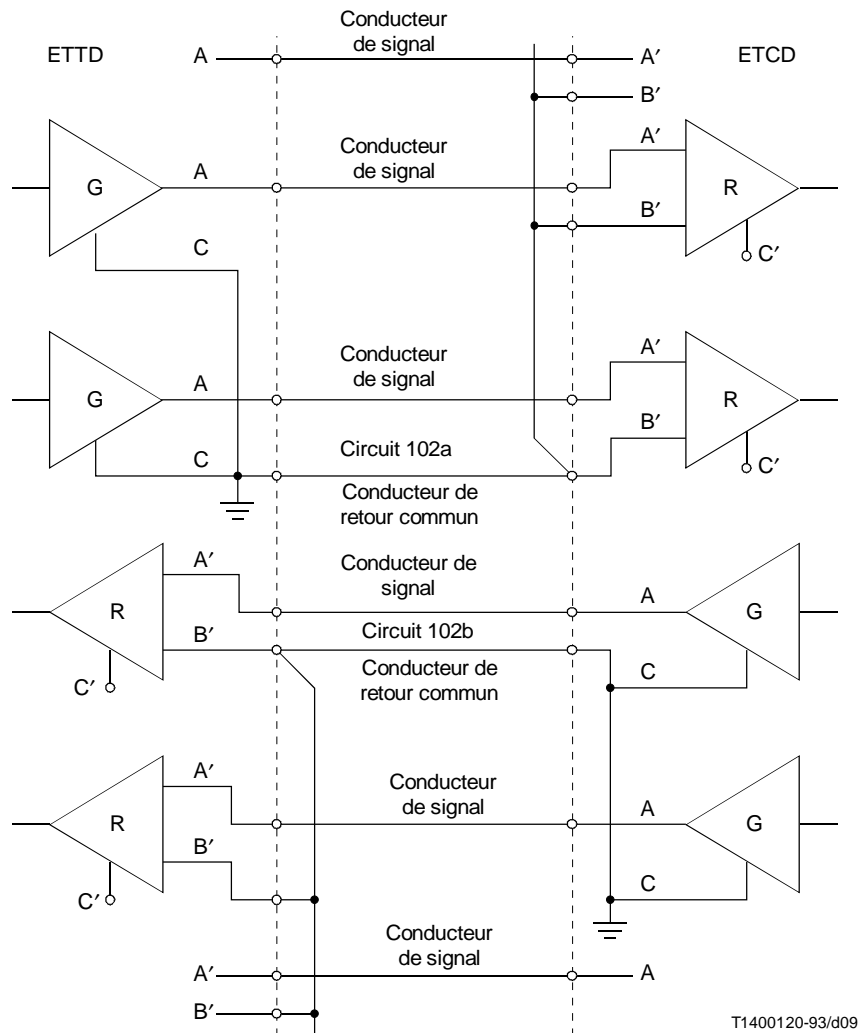 Conducteur
de signal
ETTD
A
A′
ETCD
B′
Conducteur
de signal
A′
A
G
R
B′
C
C′
Conducteur
de signal
A′
A
G
R
B′
C
Circuit 102a
C′
Conducteur de
retour commun
A′
Conducteur de
signal
A
R
G
B′
Circuit 102b
C′
Conducteur de
retour commun
C
A′
Conducteur
de signal
A
R
G
B′
C
C′
Conducteur
de signal
A′
A
B′
T1400120-93/d09